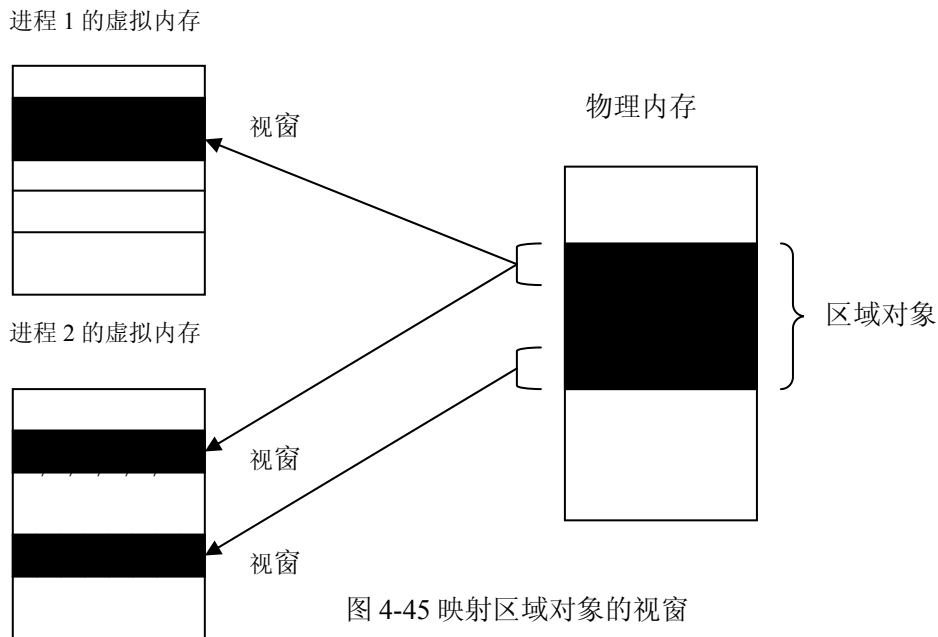 进程 1 的虚拟内存
视窗
物理内存
区域对象
进程 2 的虚拟内存
视窗
视窗
图 4-45 映射区域对象的视窗